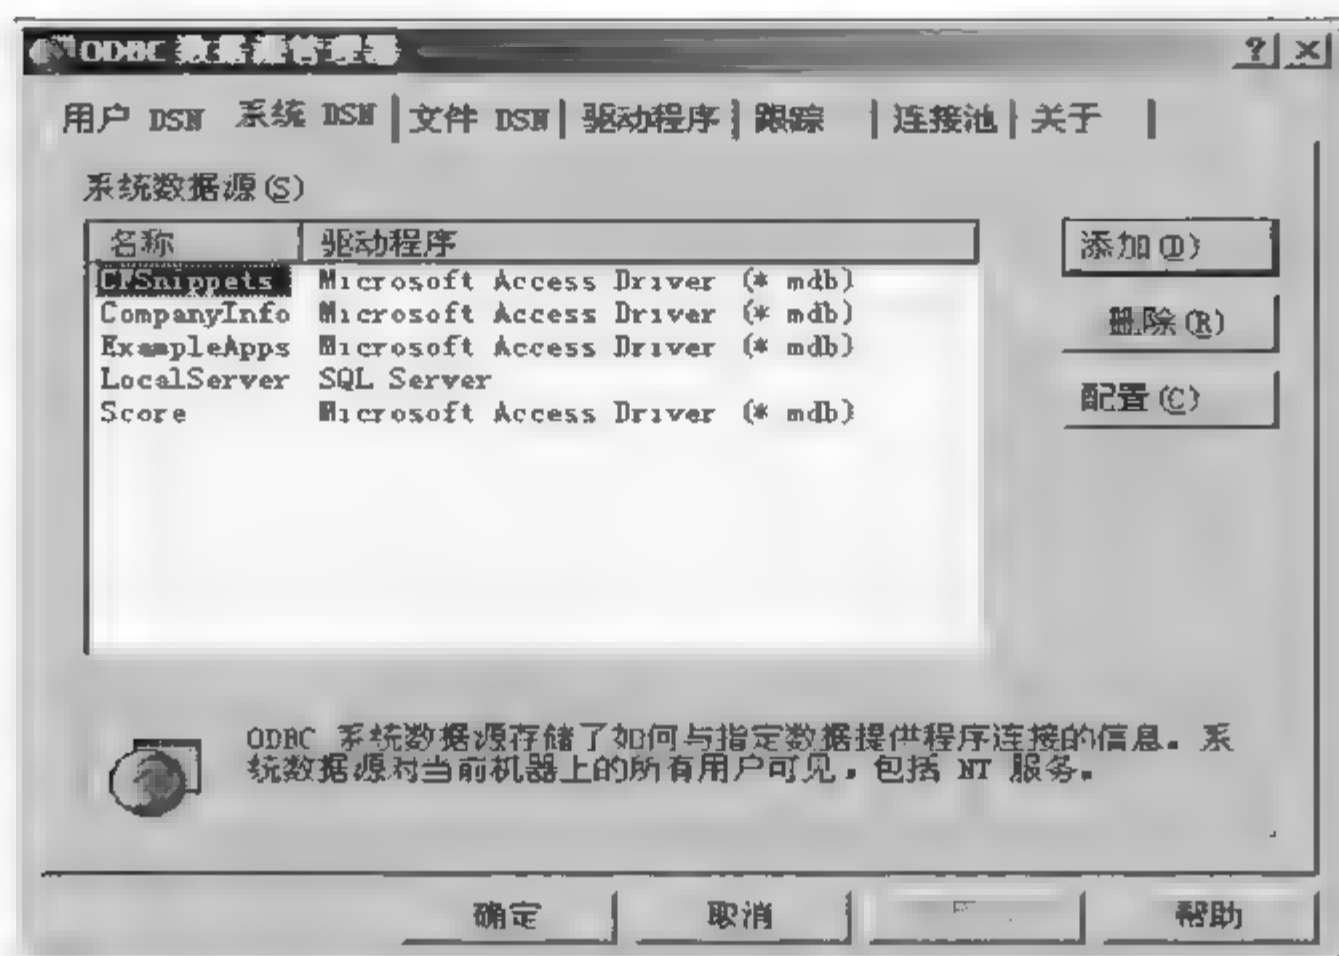 ODBC 数据源管理器
用户 DSN 系统 DSN 文件 DSN 驱动程序 跟踪 连接池 关于
系统数据源(S)
名称 驱动程序 添加(D)
CFSnippets Microsoft Access Driver (* mdb)
CompanyInfo Microsoft Access Driver (* mdb) 删除(R)
ExampleApps Microsoft Access Driver (* mdb)
LocalServer SQL Server 配置(C)
Score Microsoft Access Driver (* mdb)
ODBC 系统数据源存储了如何与指定数据提供程序连接的信息。系
统数据源对当前机器上的所有用户可见,包括 NT 服务。
确定 取消 帮助